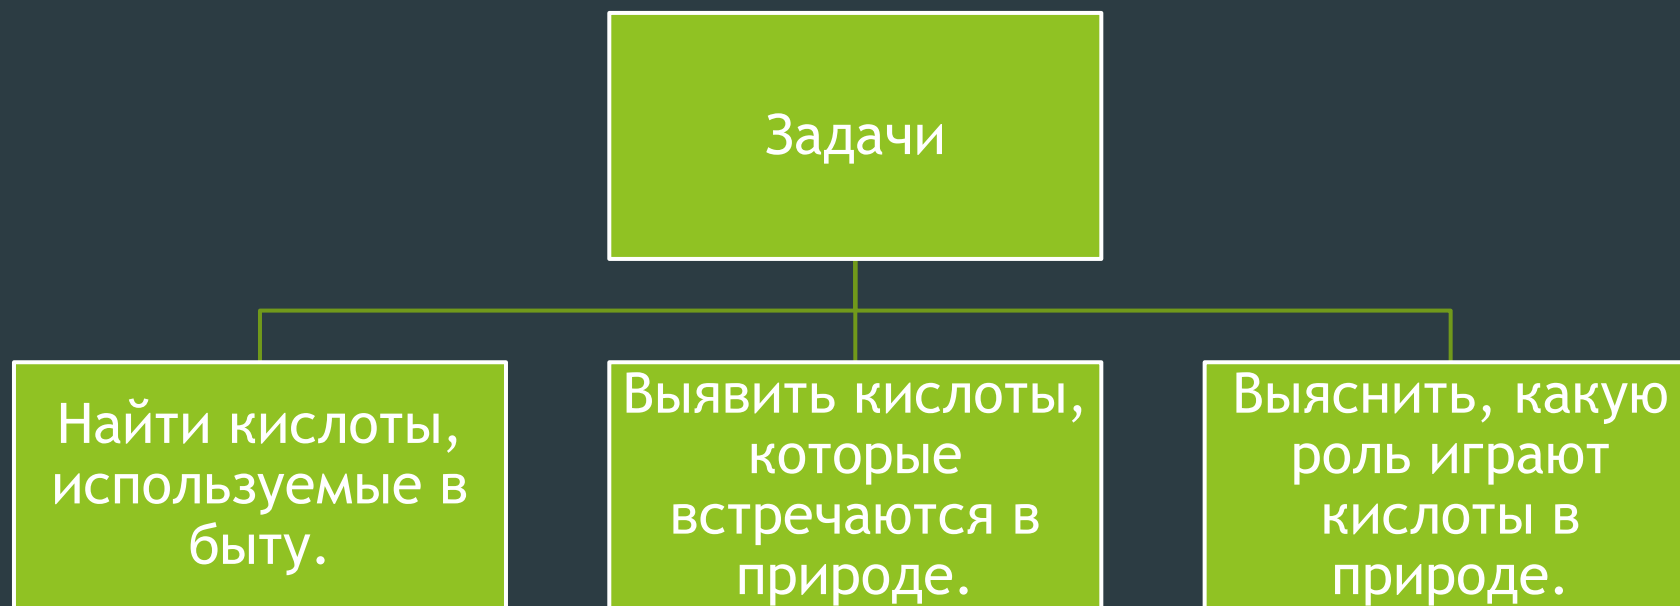 Задачи
Найти кислоты,
используемые в
быту.
Выявить кислоты,
которые
встречаются в
природе.
Выяснить, какую
роль играют
кислоты в
природе.